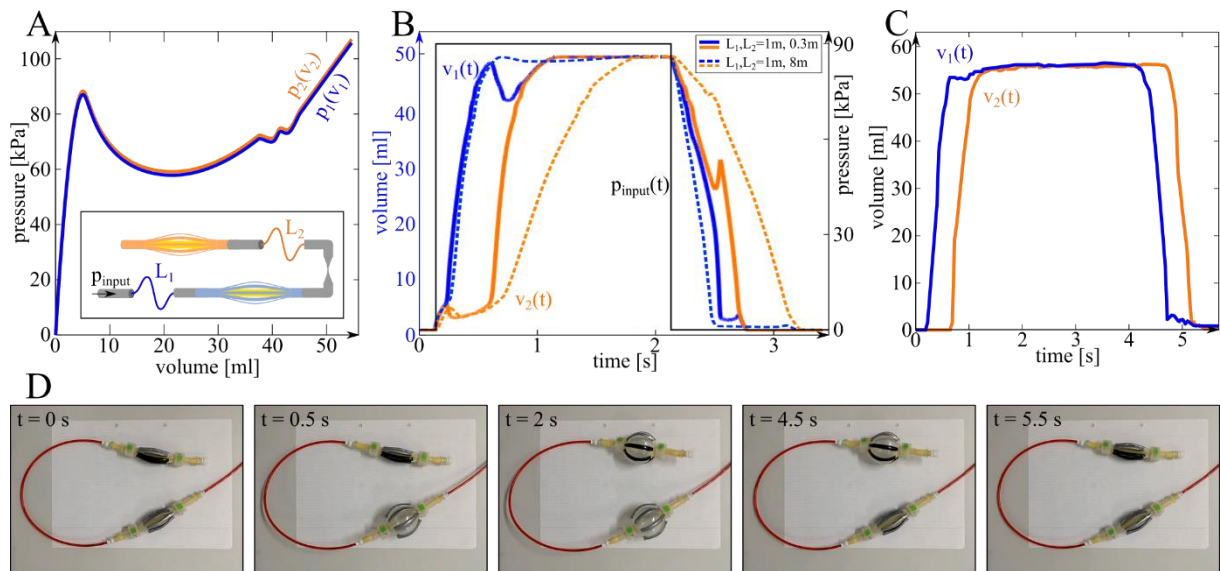 A
pressure [kPa]
100
80
60
40
20
0
0
10
20
30
40
50
volume [ml]
p₂(v₂)
p₁(v₁)
L₂
p_input
L₁
B
volume [ml]
50
40
30
20
10
0
0
1
2
3
time [s]
v₁(t)
v₂(t)
p_input(t)
L₁,L₂=1m, 0.3m
L₁,L₂=1m, 8m
pressure [kPa]
90
30
0
C
volume [ml]
60
50
40
30
20
10
0
0
1
2
3
4
5
time [s]
v₁(t)
v₂(t)
D
t = 0 s
t = 0.5 s
t = 2 s
t = 4.5 s
t = 5.5 s